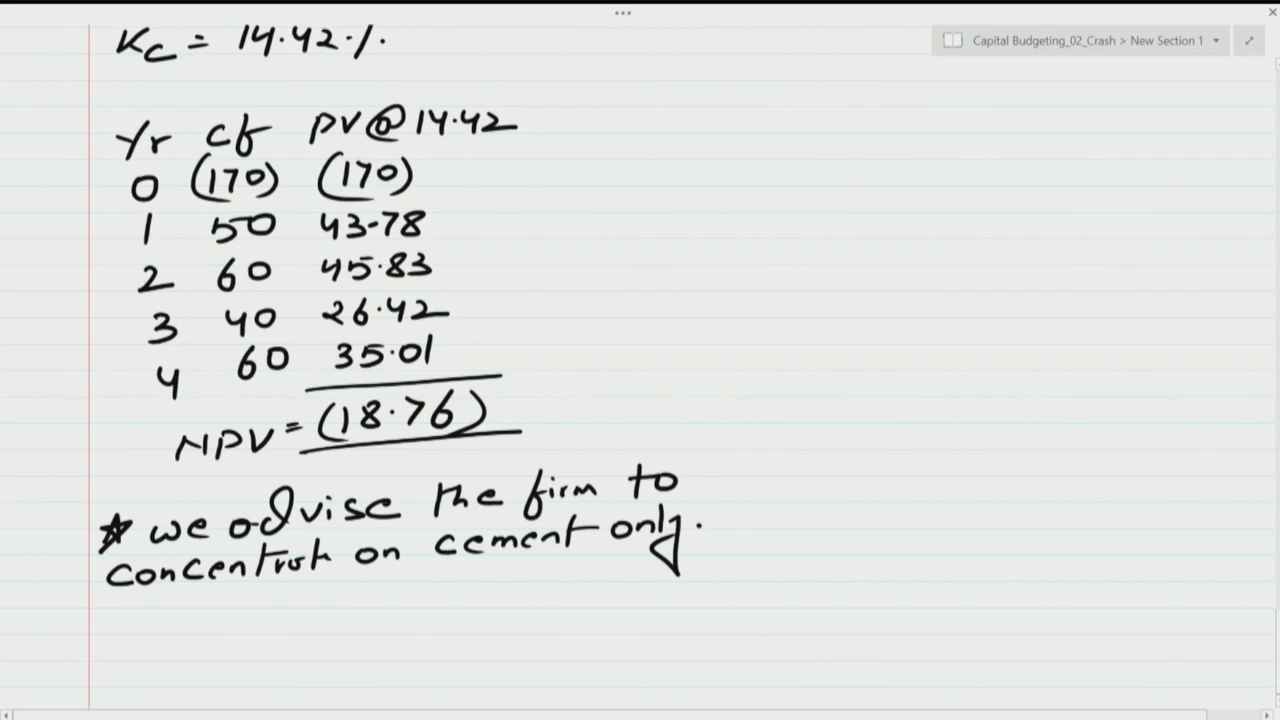 Capital Budgeting_02_Crash > New Section 1
Kc = 14.42%.
Yr Cf PV@14.42
0 (170) (170)
1 50 43-78
2 60 45.83
3 40 26.42
4 60 35.01
NPV = (18.76)
* we advise the firm to
concentrate on cement only.